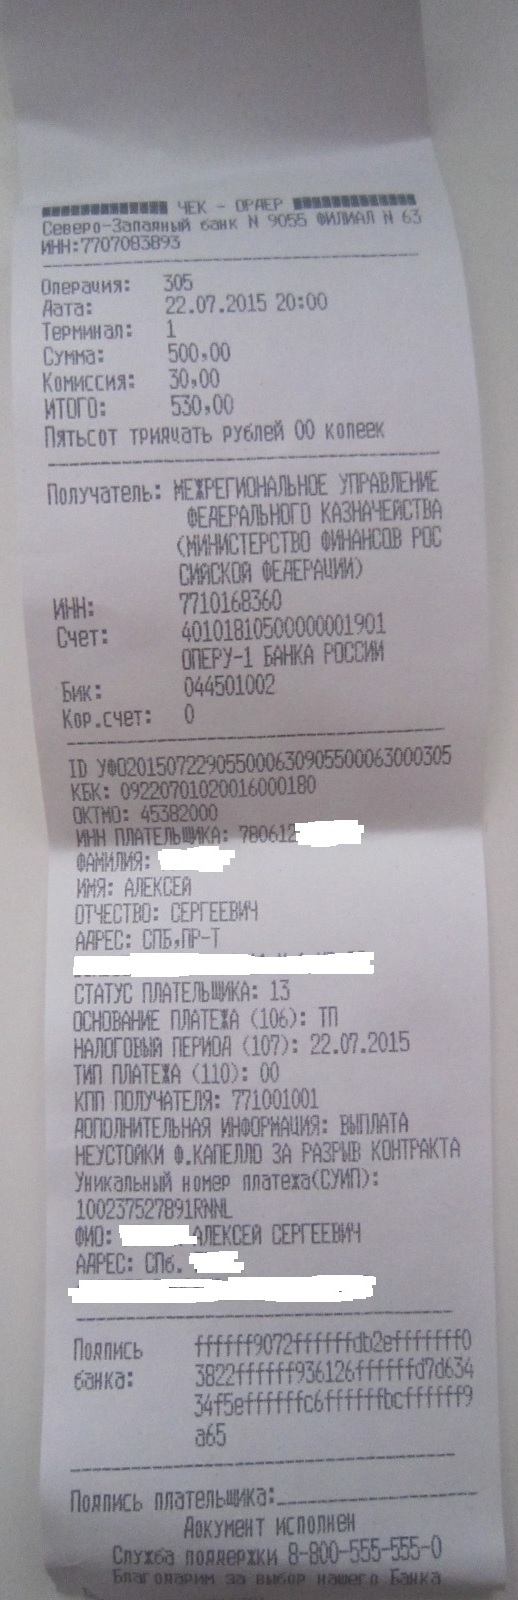 ЧЕК - ОРДЕР
Северо-Западный банк N 9055 ФИЛИАЛ N 63
ИНН:7707083893
Операция: 305
Дата: 22.07.2015 20:00
Терминал: 1
Сумма: 500,00
Комиссия: 30,00
ИТОГО: 530,00
Пятьсот тридцать рублей 00 копеек
Получатель: МЕЖРЕГИОНАЛЬНОЕ УПРАВЛЕНИЕ
ФЕДЕРАЛЬНОГО КАЗНАЧЕЙСТВА
(МИНИСТЕРСТВО ФИНАНСОВ РОС
СИЙСКОЙ ФЕДЕРАЦИИ)
ИНН: 7710168360
Счет: 40101810500000001901
ОПЕРУ-1 БАНКА РОССИИ
Бик: 044501002
Кор.счет: 0
ID УФ0201507229055000630905500063000305
КБК: 09220701020016000180
ОКТМО: 45382000
ИНН ПЛАТЕЛЬЩИКА: 780612
ФАМИЛИЯ:
ИМЯ: АЛЕКСЕЙ
ОТЧЕСТВО: СЕРГЕЕВИЧ
АДРЕС: СПБ,ПР-Т
СТАТУС ПЛАТЕЛЬЩИКА: 13
ОСНОВАНИЕ ПЛАТЕЖА (106): ТП
НАЛОГОВЫЙ ПЕРИОД (107): 22.07.2015
ТИП ПЛАТЕЖА (110): 00
КПП ПОЛУЧАТЕЛЯ: 771001001
ДОПОЛНИТЕЛЬНАЯ ИНФОРМАЦИЯ: ВЫПЛАТА
НЕУСТОЙКИ Ф.КАПЕЛЛО ЗА РАЗРЫВ КОНТРАКТА
Уникальный номер платежа(СУИП):
100237527891RNNL
ФИО: АЛЕКСЕЙ СЕРГЕЕВИЧ
АДРЕС: СПб.
Подпись ffffff9072ffffffdb2efffffff0
банка: 3822ffffff936126ffffffd7d634
34f5effffffc6ffffffbcffffff9
a65
Подпись плательщика:
Документ исполнен
Служба поддержки 8-800-555-555-0
Благодарим за выбор нашего Банка